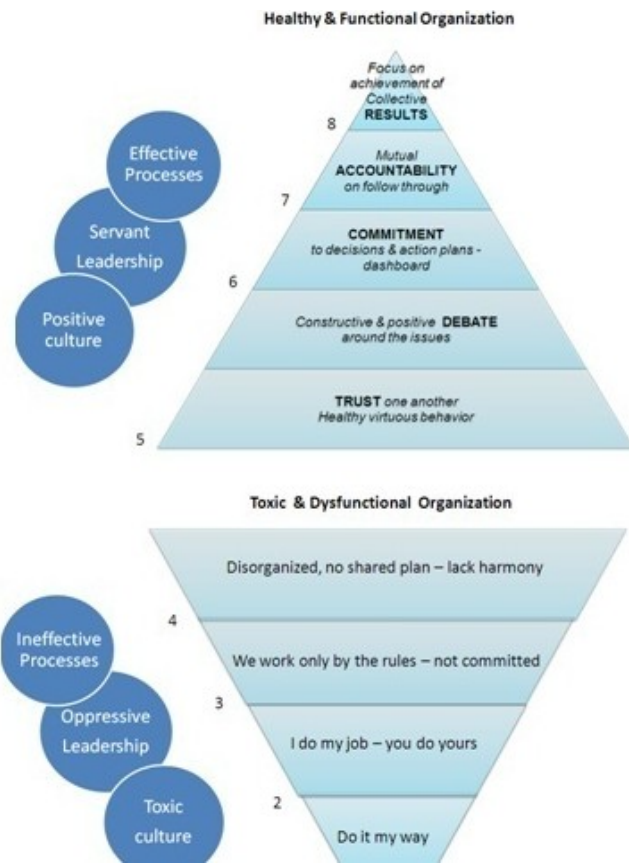 Healthy & Functional Organization
Focus on
achievement of
Collective
RESULTS
8
Effective
Processes
Mutual
ACCOUNTABILITY
on follow through
7
Servant
Leadership
COMMITMENT
to decisions & action plans -
dashboard
6
Positive
culture
Constructive & positive DEBATE
around the issues
TRUST one another
Healthy virtuous behavior
5
Toxic & Dysfunctional Organization
Disorganized, no shared plan – lack harmony
4
Ineffective
Processes
We work only by the rules – not committed
3
Oppressive
Leadership
I do my job – you do yours
2
Toxic
culture
Do it my way